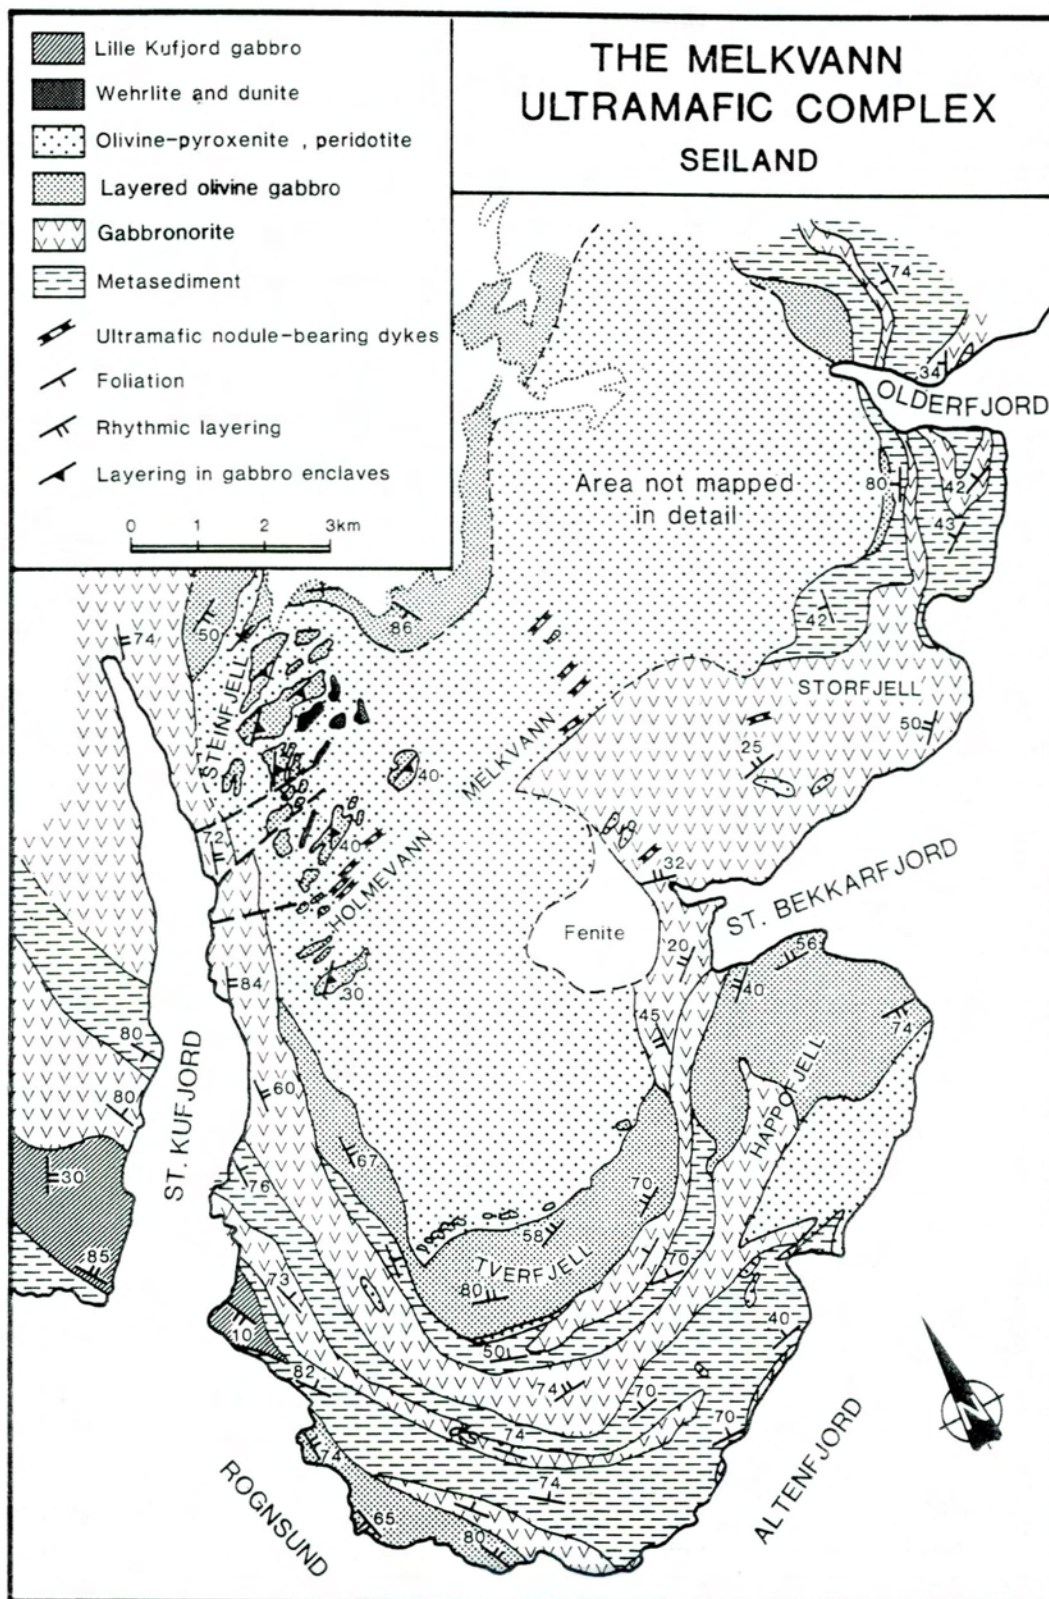 THE MELKVANN
ULTRAMAFIC COMPLEX
SEILAND
Lille Kufjord gabbro
Wehrlite and dunite
Olivine-pyroxenite , peridotite
Layered olivine gabbro
Gabbronorite
Metasediment
Ultramafic nodule-bearing dykes
Foliation
Rhythmic layering
Layering in gabbro enclaves
0 1 2 3km
74
34
OLDERFJORD
Area not mapped
in detail
80
42
43
42
86
50
74
STEINFJELL
STORFJELL
50
25
MELKVANN
40
40
72
HOLMEVANN
32
ST. BEKKARFJORD
Fenite
20
56
40
74
30
84
45
80
80
ST. KUFJORD
60
HAPPOFJELL
67
76
30
70
58
TVERFJELL
80
70
85
73
10
50
40
82
74
70
74
70
74
74
65
80
N
ROGNSUND
ALTENFJORD